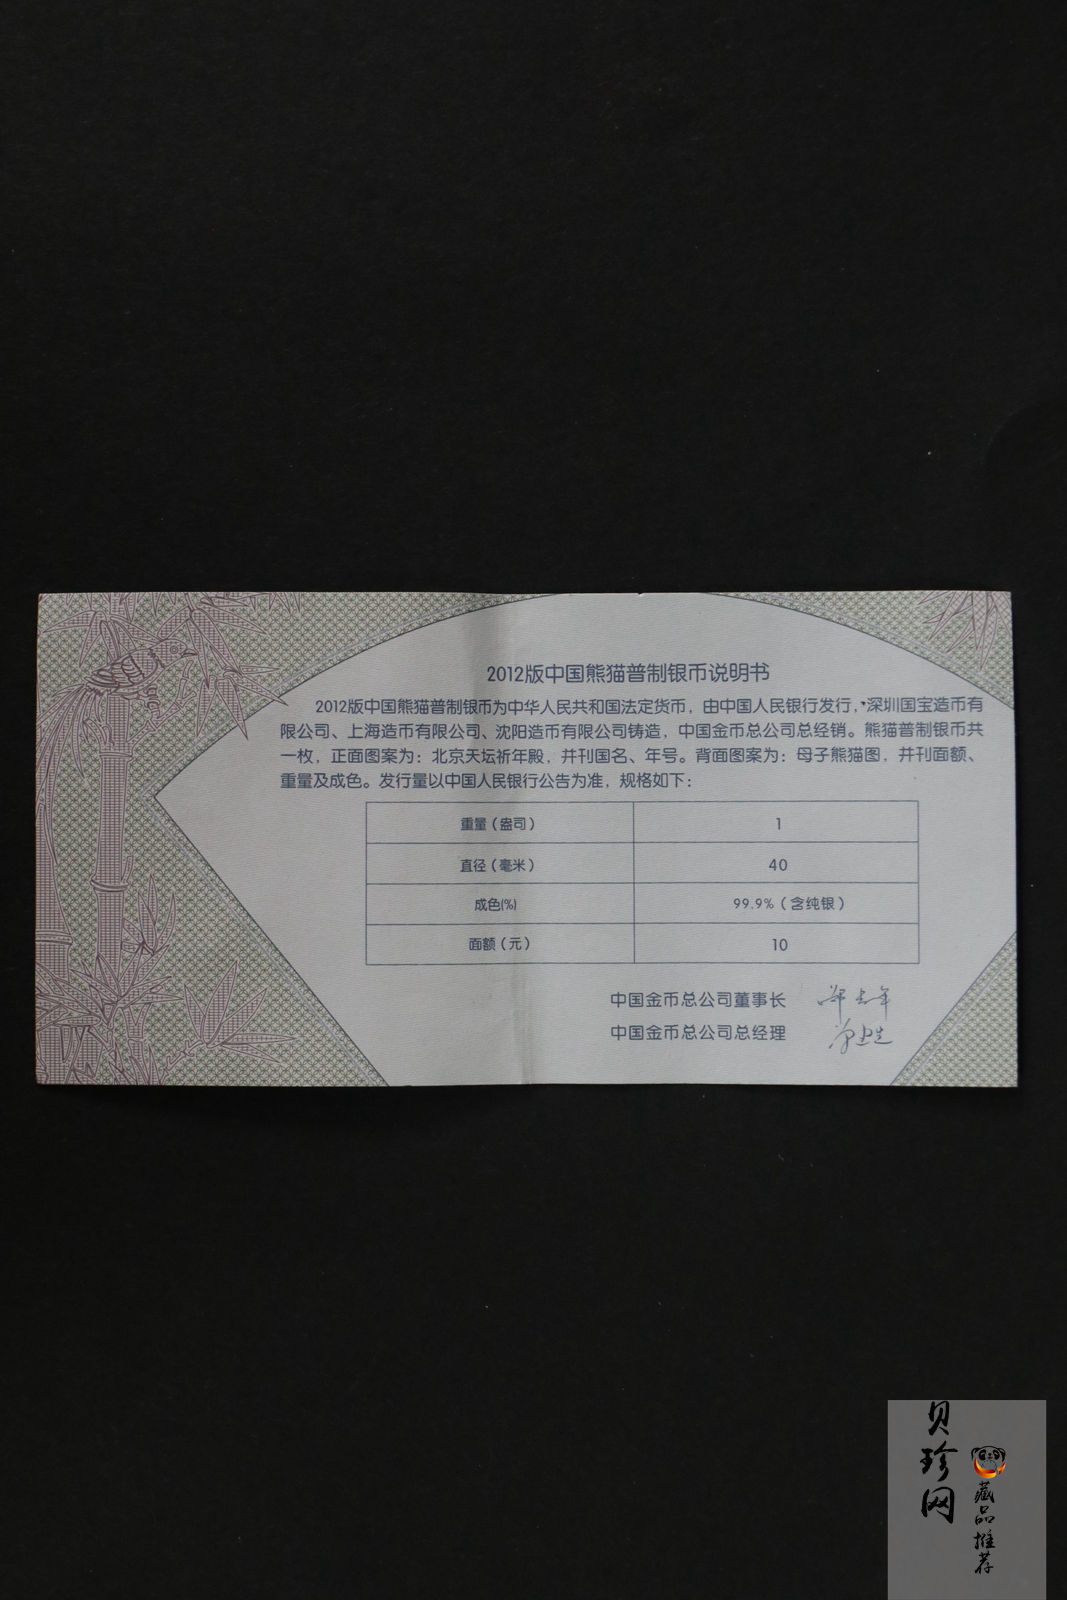 2012版中国熊猫普制银币说明书
2012版中国熊猫普制银币为中华人民共和国法定货币，由中国人民银行发行，深圳国宝造币有
限公司、上海造币有限公司、沈阳造币有限公司铸造，中国金币总公司总经销。熊猫普制银币共
一枚，正面图案为：北京天坛祈年殿，并刊国名、年号。背面图案为：母子熊猫图，并刊面额、
重量及成色。发行量以中国人民银行公告为准，规格如下：
重量（盎司） 1
直径（毫米） 40
成色(%) 99.9%（含纯银）
面额（元） 10
中国金币总公司董事长
中国金币总公司总经理
贝珍网
藏品推荐